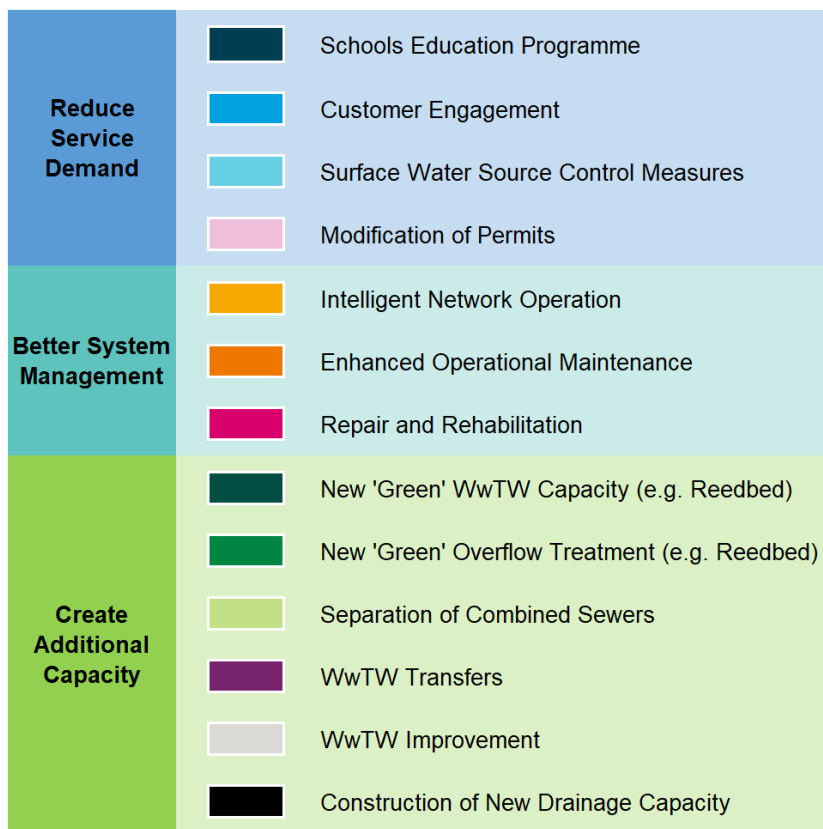 Reduce
Service
Demand
Schools Education Programme
Customer Engagement
Surface Water Source Control Measures
Modification of Permits
Better System
Management
Intelligent Network Operation
Enhanced Operational Maintenance
Repair and Rehabilitation
Create
Additional
Capacity
New 'Green' WwTW Capacity (e.g. Reedbed)
New 'Green' Overflow Treatment (e.g. Reedbed)
Separation of Combined Sewers
WwTW Transfers
WwTW Improvement
Construction of New Drainage Capacity